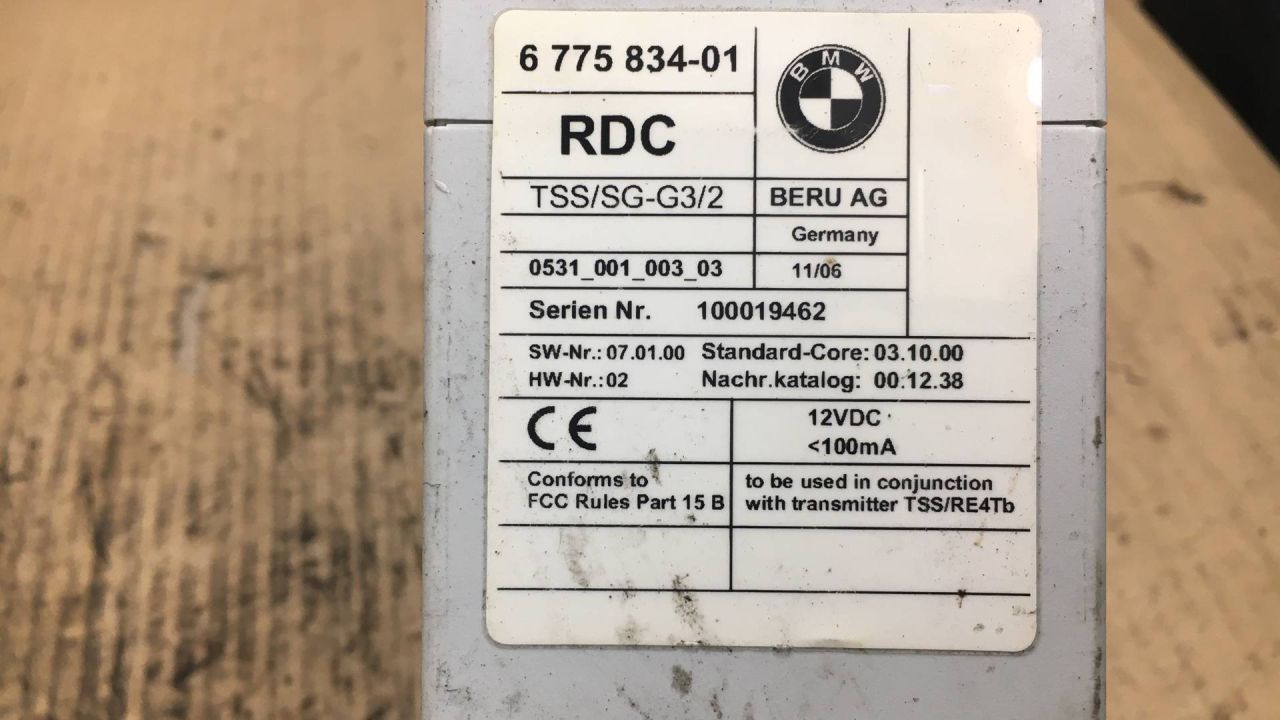 6 775 834-01
BMW
RDC
TSS/SG-G3/2
BERU AG
Germany
0531_001_003_03
11/06
Serien Nr. 100019462
SW-Nr.: 07.01.00 Standard-Core: 03.10.00
HW-Nr.: 02 Nachr.katalog: 00.12.38
CE
12VDC
<100mA
Conforms to
FCC Rules Part 15 B
to be used in conjunction
with transmitter TSS/RE4Tb